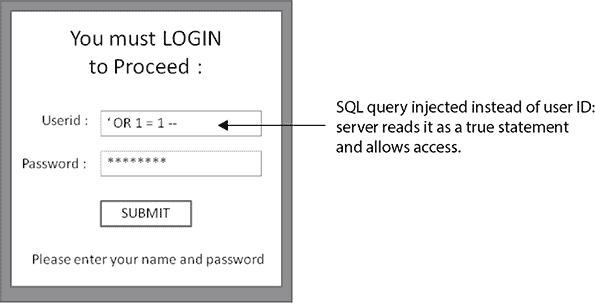 You must LOGIN
to Proceed :
Userid :
‘ OR 1 = 1 --
Password :
********
SUBMIT
Please enter your name and password
SQL query injected instead of user ID:
server reads it as a true statement
and allows access.